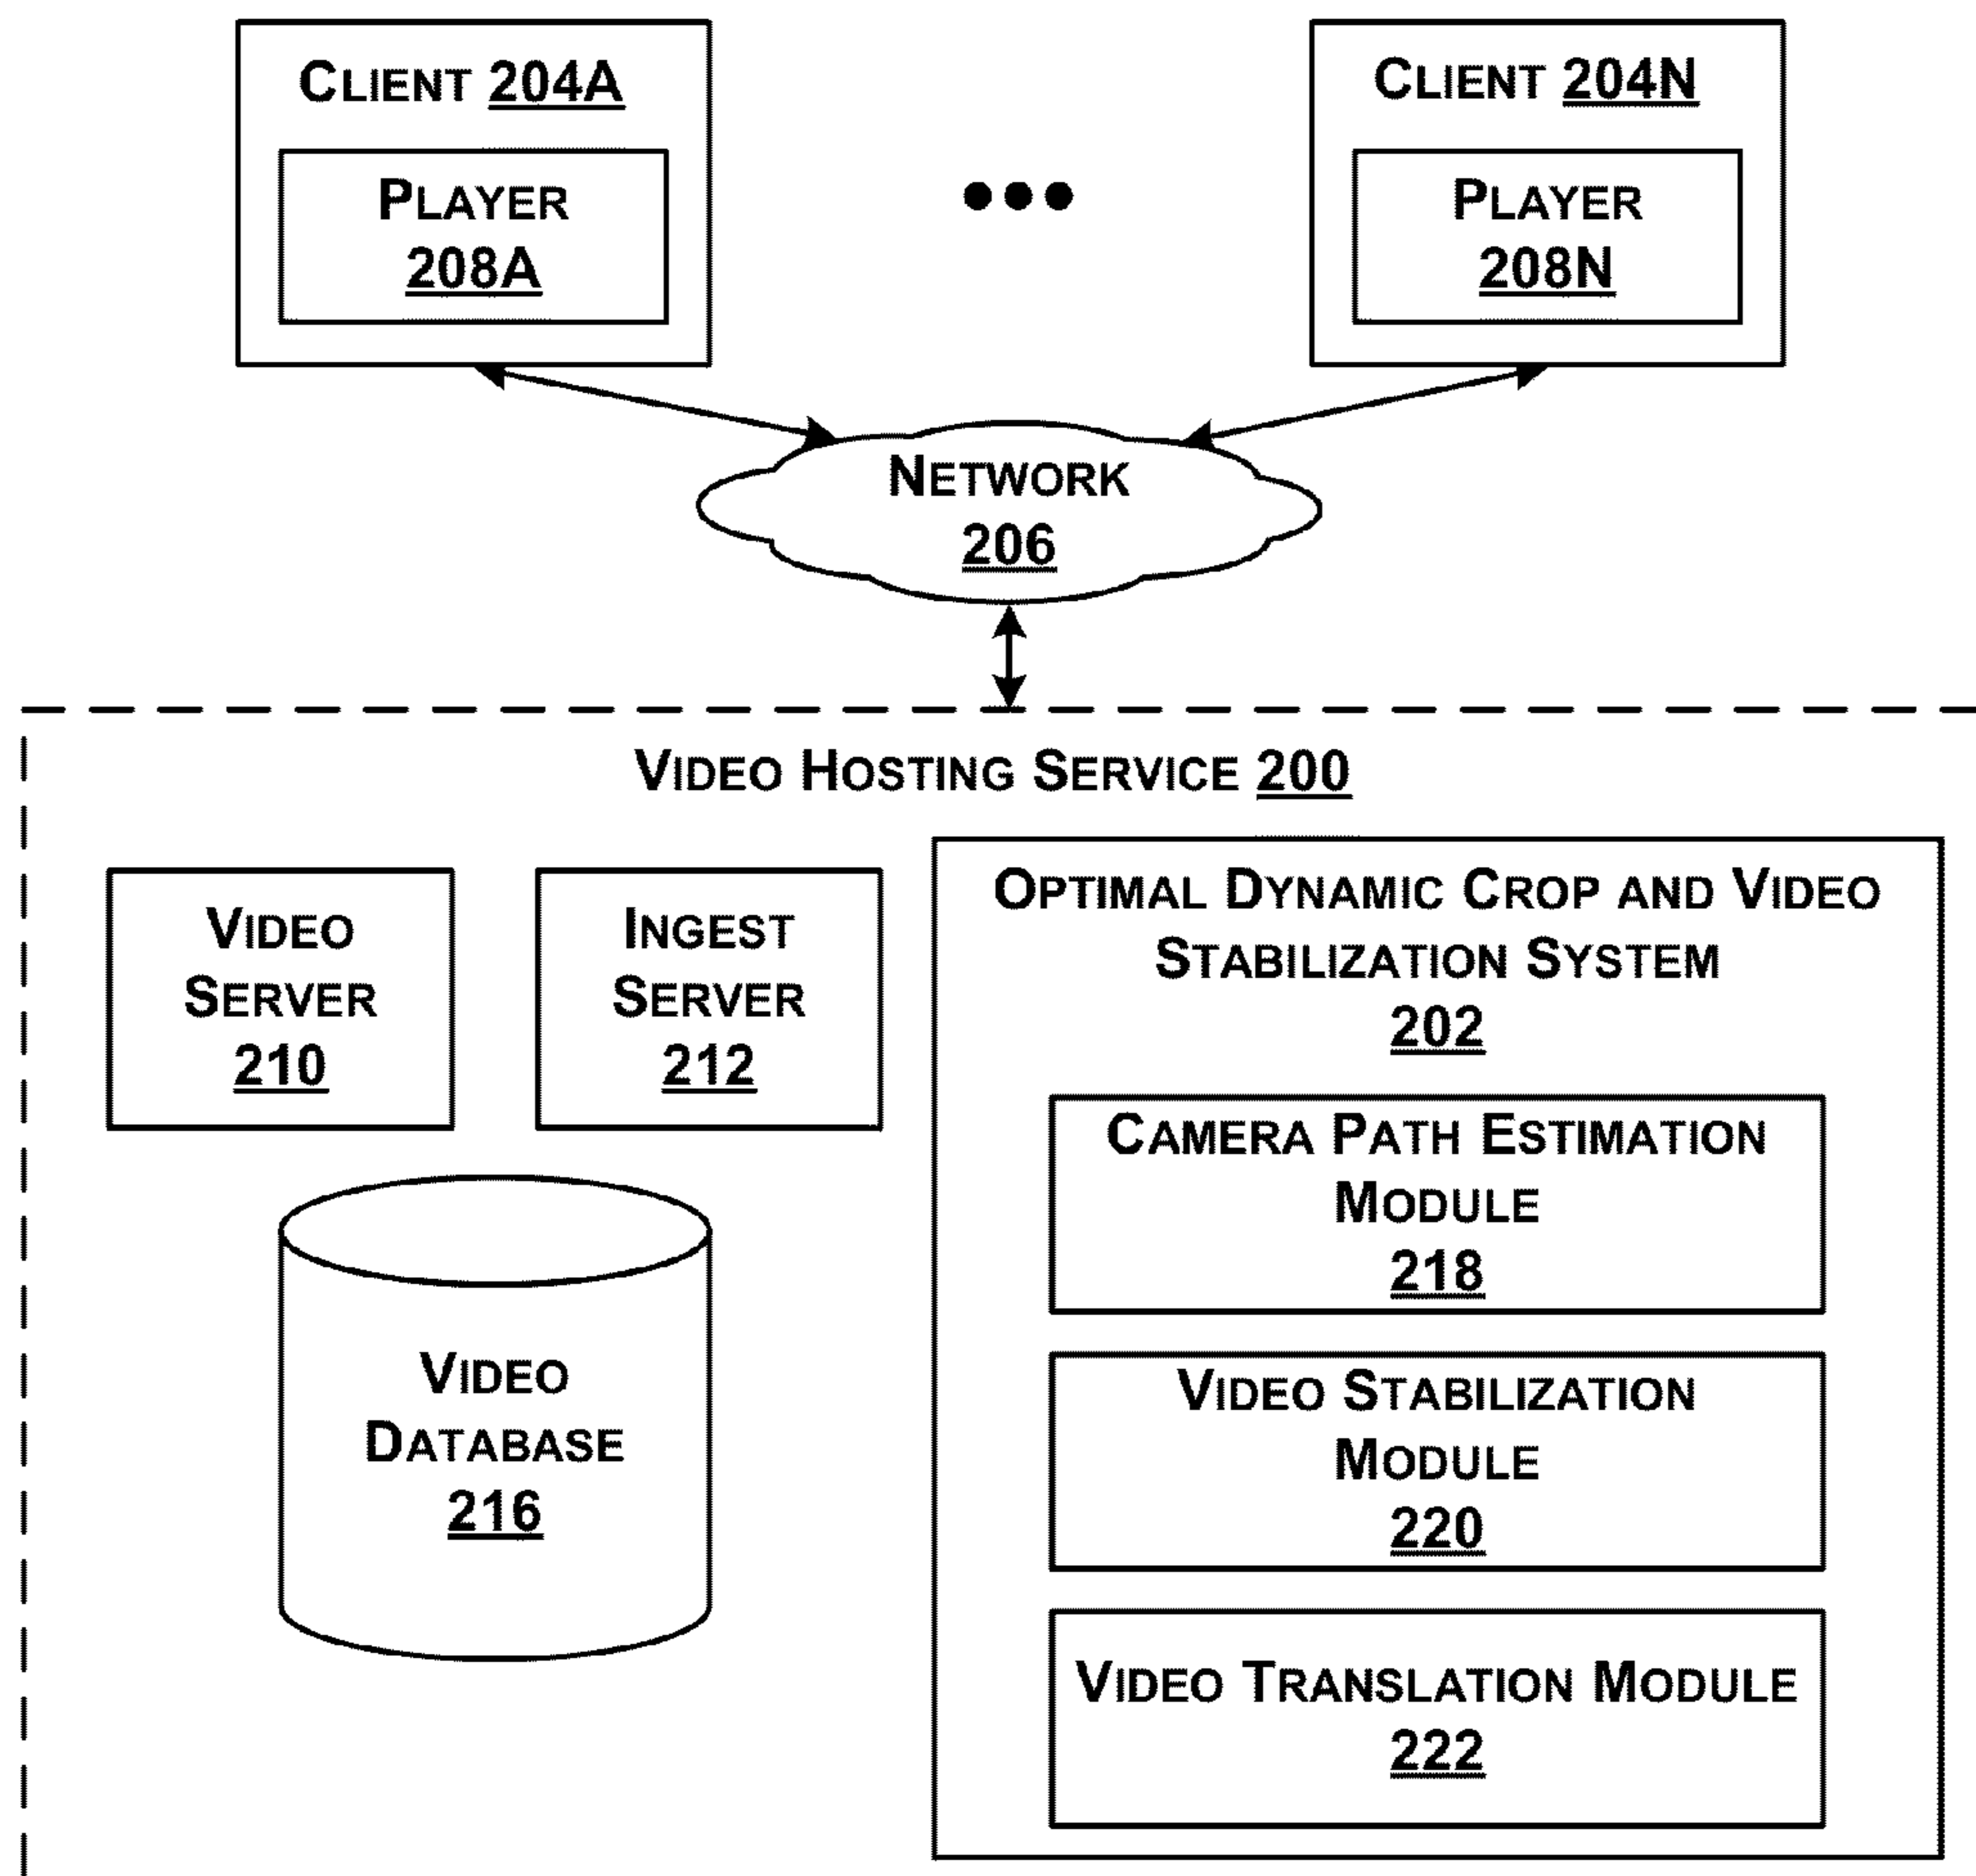 CLIENT 204A
PLAYER
208A
CLIENT 204N
PLAYER
208N
NETWORK
206
VIDEO HOSTING SERVICE 200
VIDEO
SERVER
210
INGEST
SERVER
212
VIDEO
DATABASE
216
OPTIMAL DYNAMIC CROP AND VIDEO
STABILIZATION SYSTEM
202
CAMERA PATH ESTIMATION
MODULE
218
VIDEO STABILIZATION
MODULE
220
VIDEO TRANSLATION MODULE
222